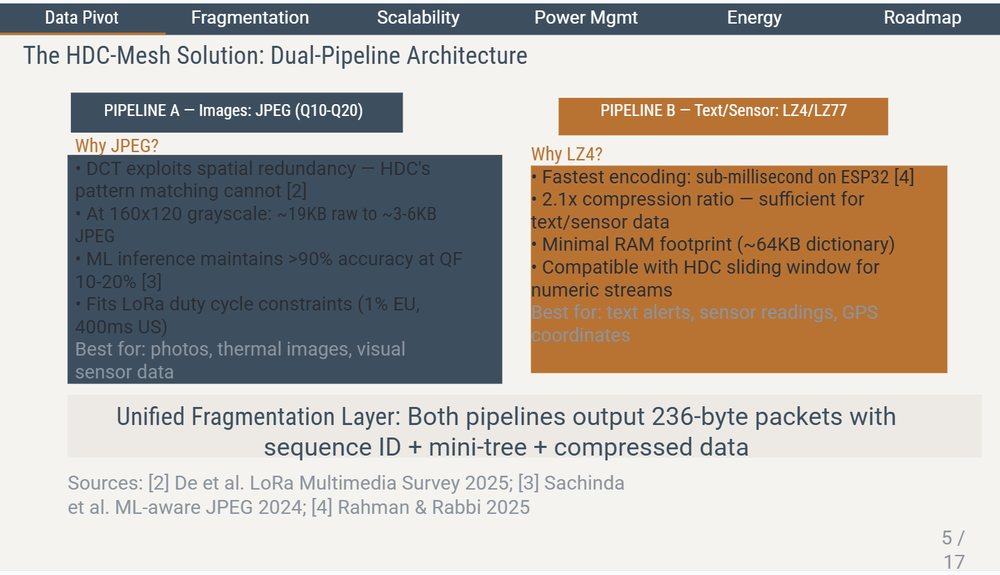 Data Pivot Fragmentation Scalability Power Mgmt Energy Roadmap
The HDC-Mesh Solution: Dual-Pipeline Architecture
PIPELINE A — Images: JPEG (Q10-Q20)
Why JPEG?
• DCT exploits spatial redundancy — HDC's
pattern matching cannot [2]
• At 160x120 grayscale: ~19KB raw to ~3-6KB
JPEG
• ML inference maintains >90% accuracy at QF
10-20% [3]
• Fits LoRa duty cycle constraints (1% EU,
400ms US)
Best for: photos, thermal images, visual
sensor data
PIPELINE B — Text/Sensor: LZ4/LZ77
Why LZ4?
• Fastest encoding: sub-millisecond on ESP32 [4]
• 2.1x compression ratio — sufficient for
text/sensor data
• Minimal RAM footprint (~64KB dictionary)
• Compatible with HDC sliding window for
numeric streams
Best for: text alerts, sensor readings, GPS
coordinates
Unified Fragmentation Layer: Both pipelines output 236-byte packets with
sequence ID + mini-tree + compressed data
Sources: [2] De et al. LoRa Multimedia Survey 2025; [3] Sachinda
et al. ML-aware JPEG 2024; [4] Rahman & Rabbi 2025
5 /
17